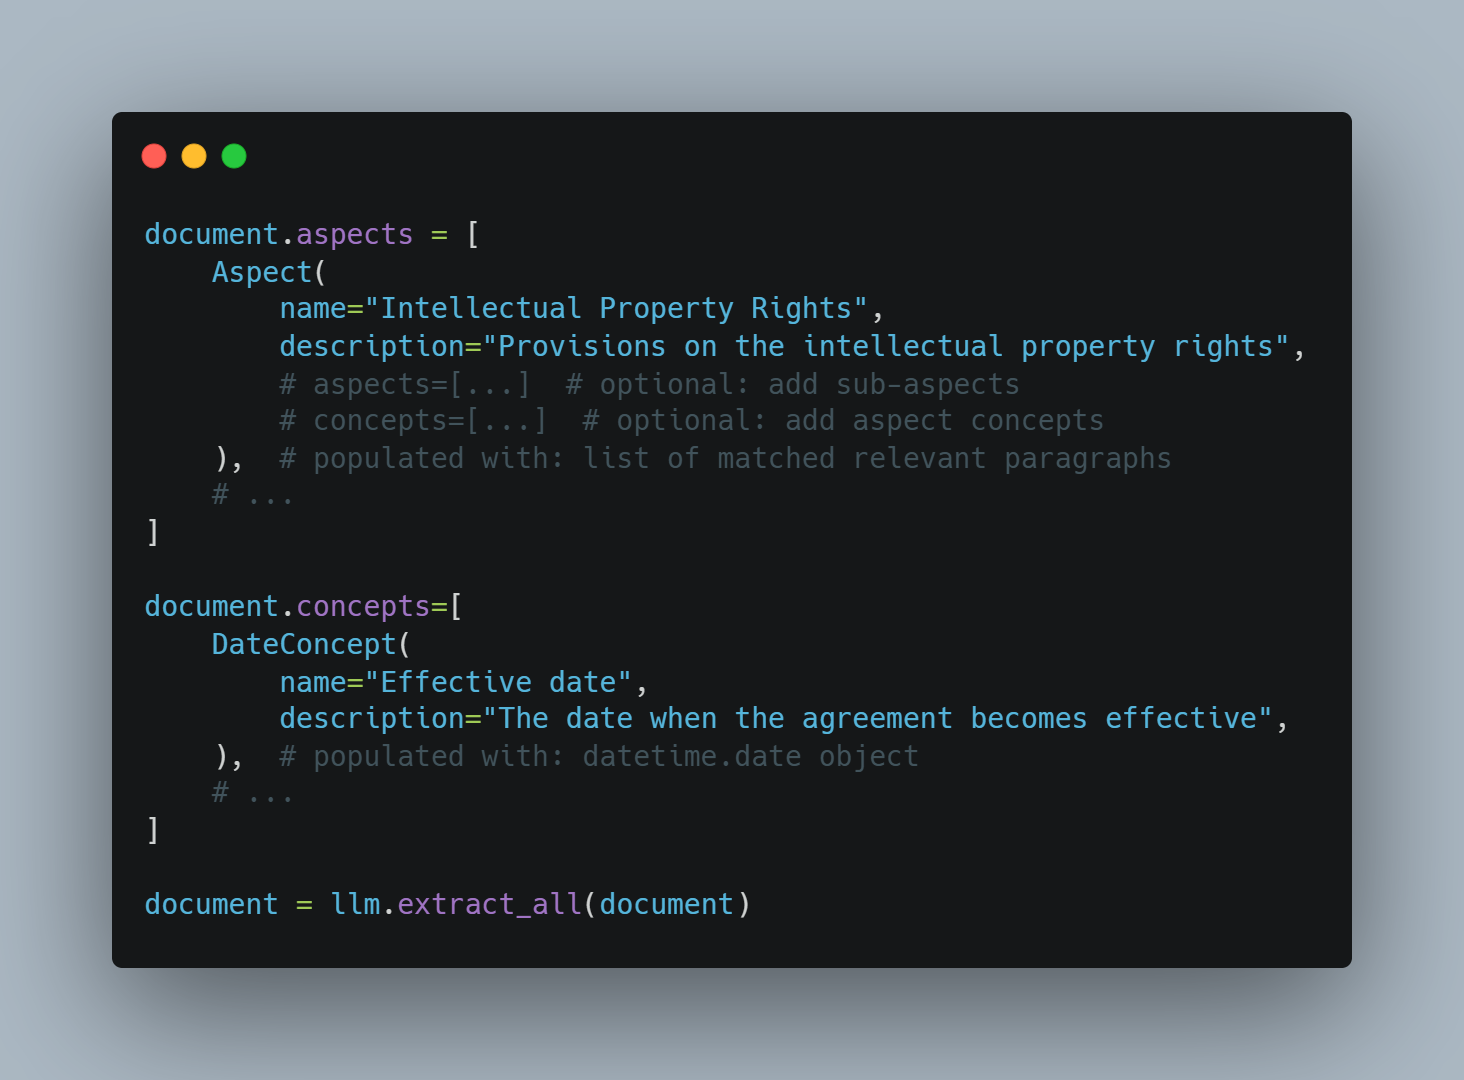 document.aspects = [
    Aspect(
        name="Intellectual Property Rights",
        description="Provisions on the intellectual property rights",
        # aspects=[...]  # optional: add sub-aspects
        # concepts=[...]  # optional: add aspect concepts
    ),  # populated with: list of matched relevant paragraphs
    # ...
]

document.concepts=[
    DateConcept(
        name="Effective date",
        description="The date when the agreement becomes effective",
    ),  # populated with: datetime.date object
    # ...
]

document = llm.extract_all(document)